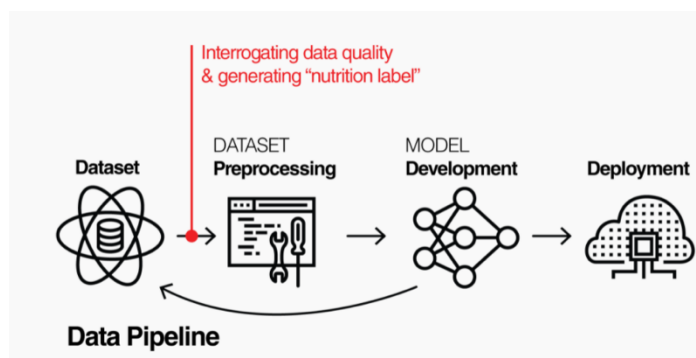 Interrogating data quality
& generating “nutrition label”
Dataset
DATASET
Preprocessing
MODEL
Development
Deployment
Data Pipeline